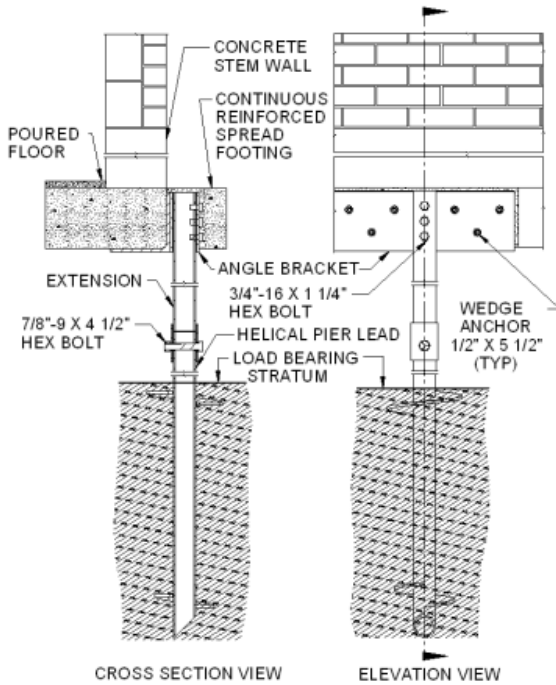 CONCRETE
STEM WALL
CONTINUOUS
REINFORCED
SPREAD
FOOTING
POURED
FLOOR
ANGLE BRACKET
EXTENSION
3/4"-16 X 1 1/4"
HEX BOLT
7/8"-9 X 4 1/2"
HEX BOLT
HELICAL PIER LEAD
LOAD BEARING
STRATUM
WEDGE
ANCHOR
1/2" X 5 1/2"
(TYP)
CROSS SECTION VIEW
ELEVATION VIEW